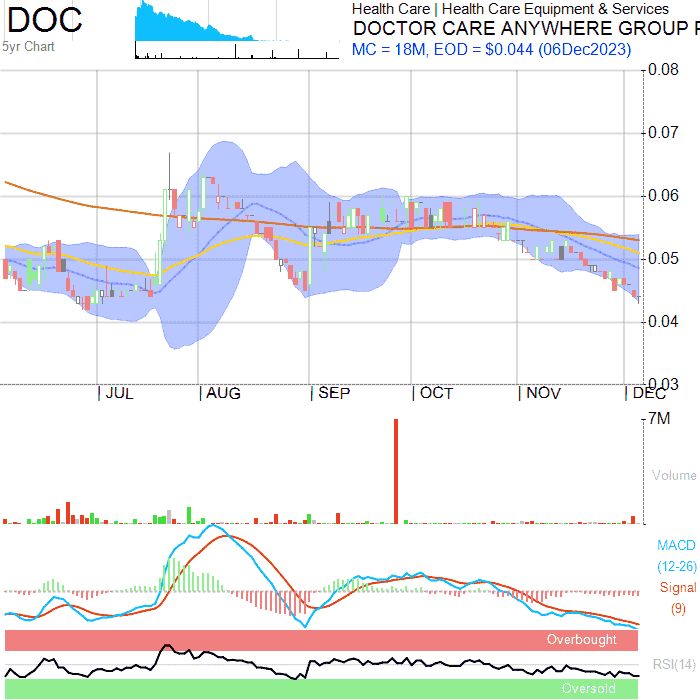 DOC
5yr Chart
Health Care | Health Care Equipment & Services
DOCTOR CARE ANYWHERE GROUP
MC = 18M, EOD = $0.044 (06Dec2023)
0.08
0.07
0.06
0.05
0.04
0.03
JUL AUG SEP OCT NOV DEC
7M
Volume
MACD
(12-26)
Signal
(9)
Overbought
RSI(14)
Oversold